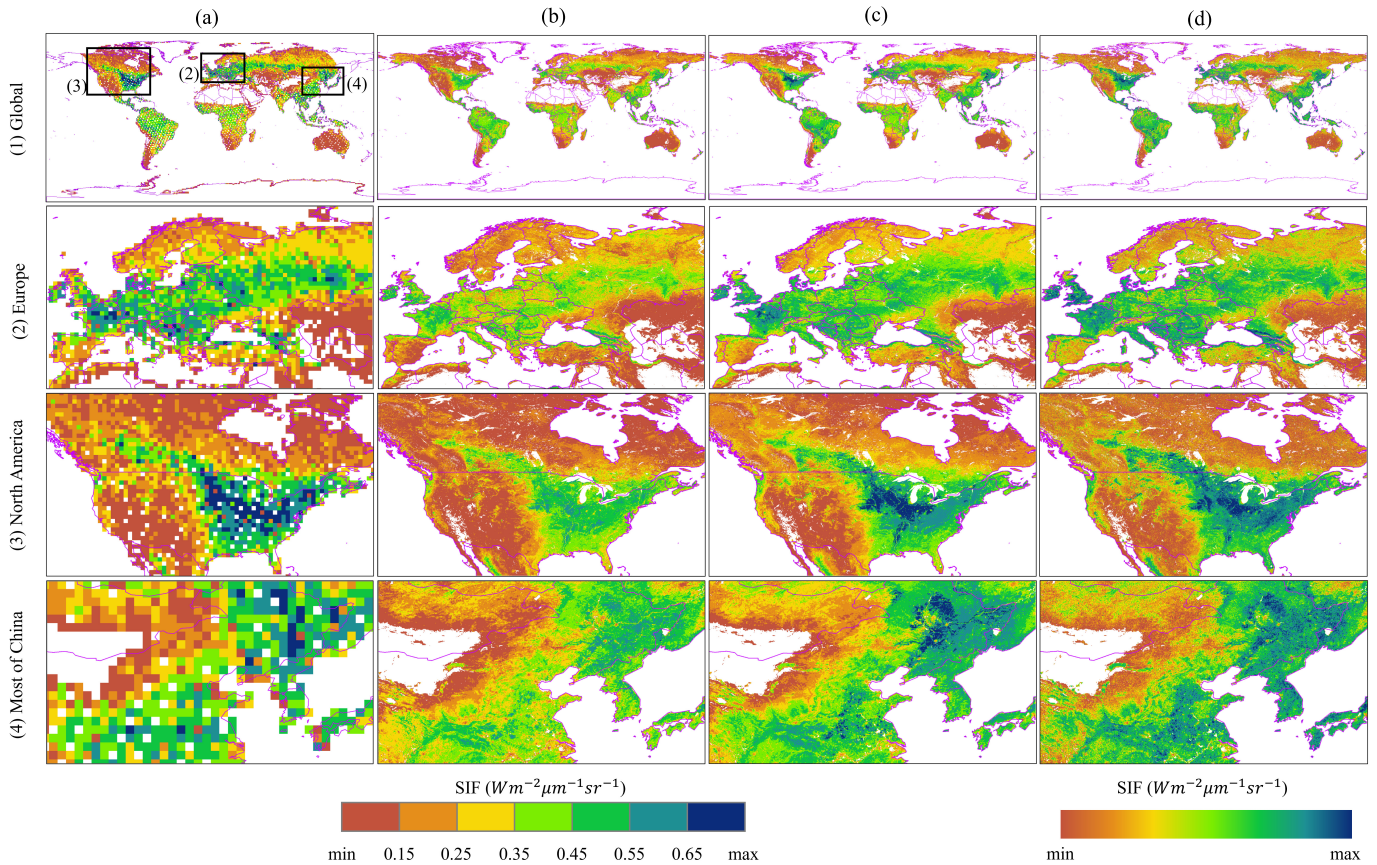 (a) (b) (c) (d)
(1) Global
(2)
(3)
(4)
(2) Europe
(3) North America
(4) Most of China
SIF (Wm⁻²μm⁻¹sr⁻¹) SIF (Wm⁻²μm⁻¹sr⁻¹)
min 0.15 0.25 0.35 0.45 0.55 0.65 max min max